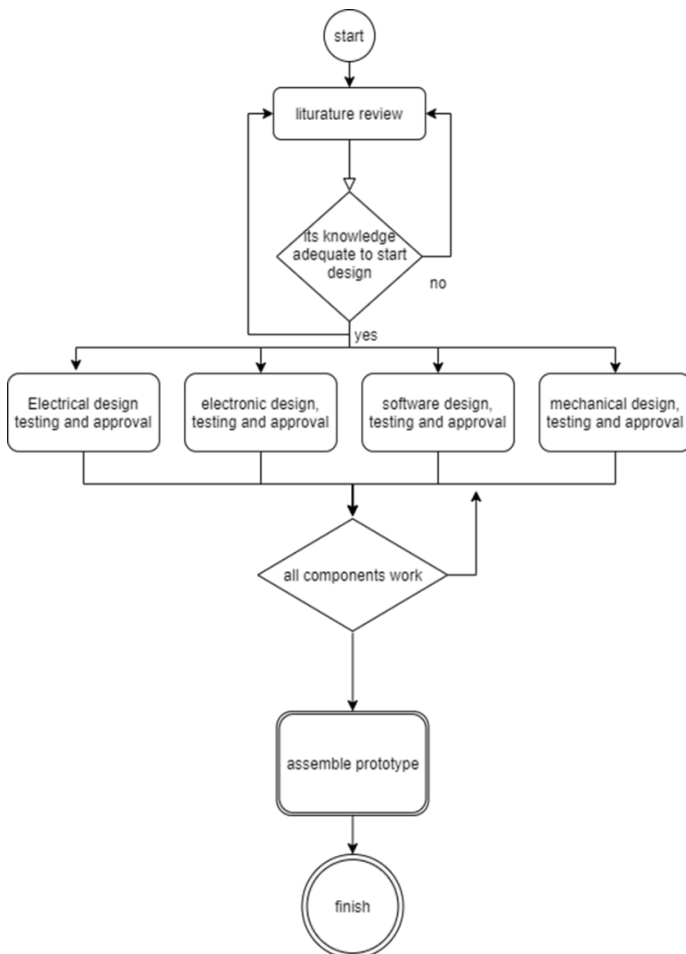 start
liturature review
its knowledge
adequate to start
design
no
yes
Electrical design
testing and approval
electronic design,
testing and approval
software design,
testing and approval
mechanical design,
testing and approval
all components work
assemble prototype
finish